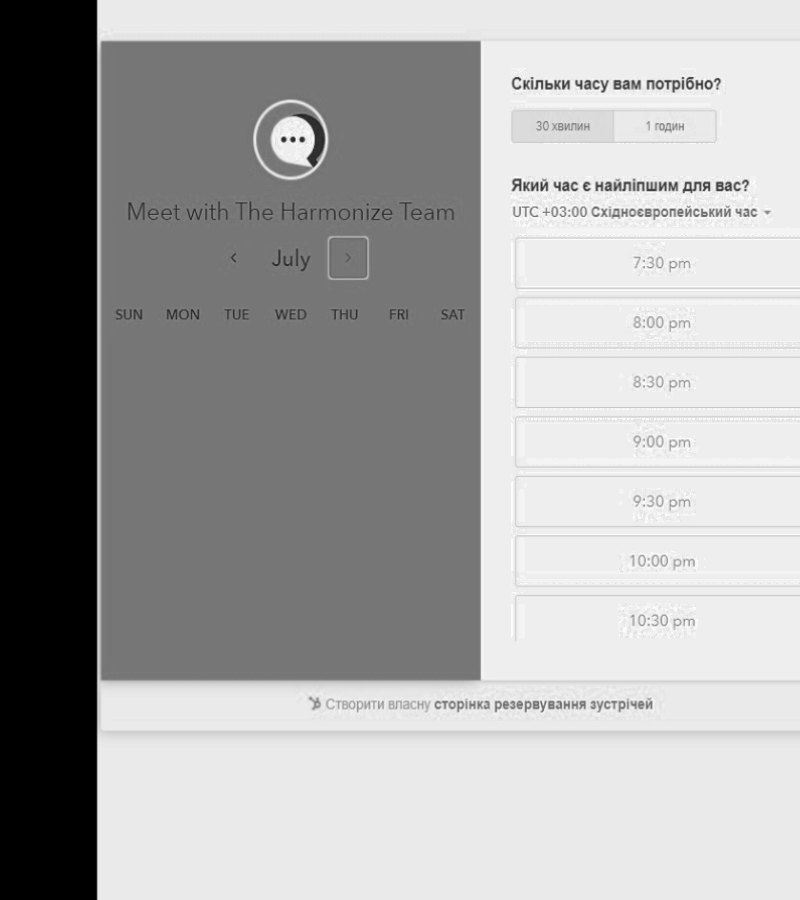 Meet with The Harmonize Team
July
SUN MON TUE WED THU FRI SAT
Скільки часу вам потрібно?
30 хвилин 1 годин
Який час є найліпшим для вас?
UTC +03:00 Східноєвропейський час
7:30 pm
8:00 pm
8:30 pm
9:00 pm
9:30 pm
10:00 pm
10:30 pm
Створити власну сторінка резервування зустрічей